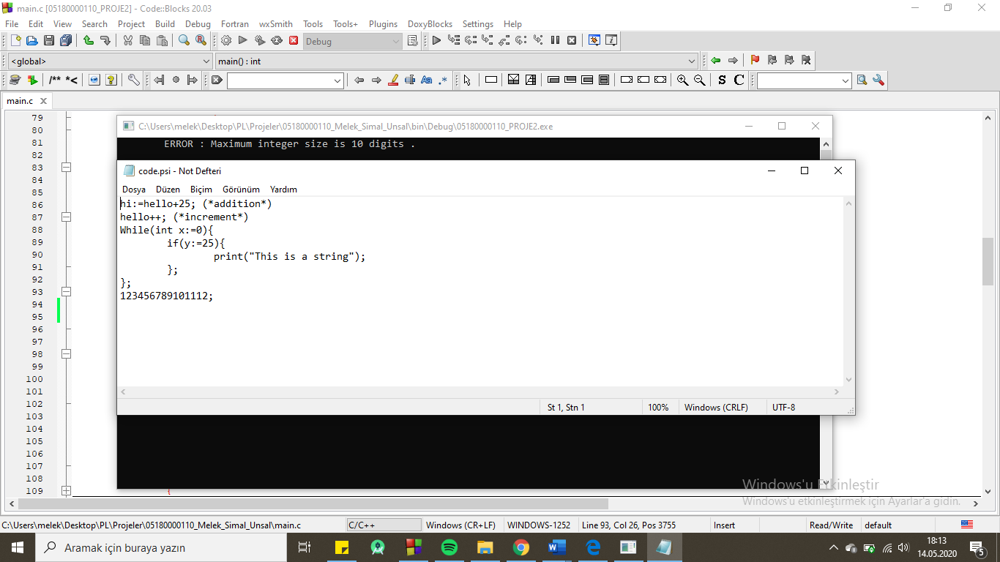 main.c [05180000110_PROJE2] - Code::Blocks 20.03
File Edit View Search Project Build Debug Fortran wxSmith Tools Tools+ Plugins DoxyBlocks Settings Help
Debug
<global> main() : int
/** *<
Aa .* S C
main.c
79
80
81
82
83
84
85
86
87
88
89
90
91
92
93
94
95
96
97
98
99
100
101
102
103
104
105
106
107
108
109 {
C:\Users\melek\Desktop\PL\Projeler\05180000110_Melek_Simal_Unsal\bin\Debug\05180000110_PROJE2.exe
ERROR : Maximum integer size is 10 digits .
code.psi - Not Defteri
Dosya Düzen Biçim Görünüm Yardım
hi:=hello+25; (*addition*)
hello++; (*increment*)
While(int x:=0){
if(y:=25){
print("This is a string");
};
};
123456789101112;
St 1, Stn 1 100% Windows (CRLF) UTF-8
Windows'u Etkinleştir
Windows'u etkinleştirmek için Ayarlar'a gidin.
C:\Users\melek\Desktop\PL\Projeler\05180000110_Melek_Simal_Unsal\main.c C/C++ Windows (CR+LF) WINDOWS-1252 Line 93, Col 26, Pos 3755 Insert Read/Write default
Aramak için buraya yazın
18:13
14.05.2020
5